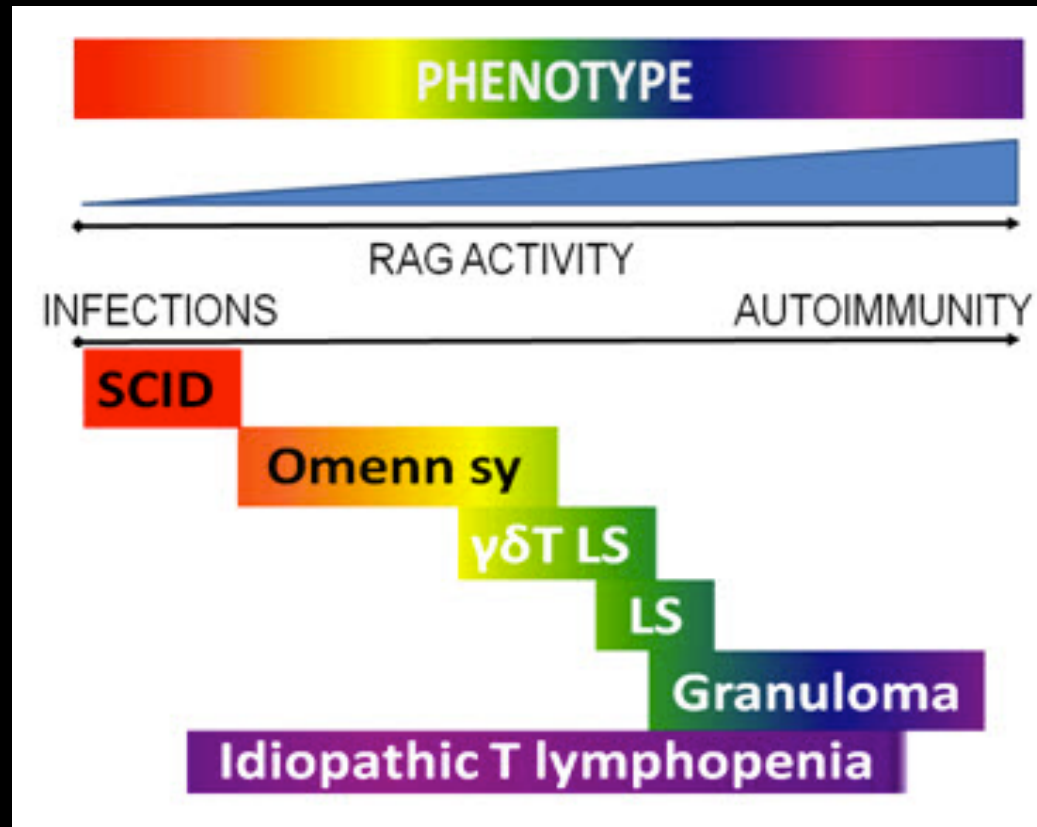 PHENOTYPE
RAG ACTIVITY
INFECTIONS AUTOIMMUNITY
SCID
Omenn sy
γδT LS
LS
Granuloma
Idiopathic T lymphopenia